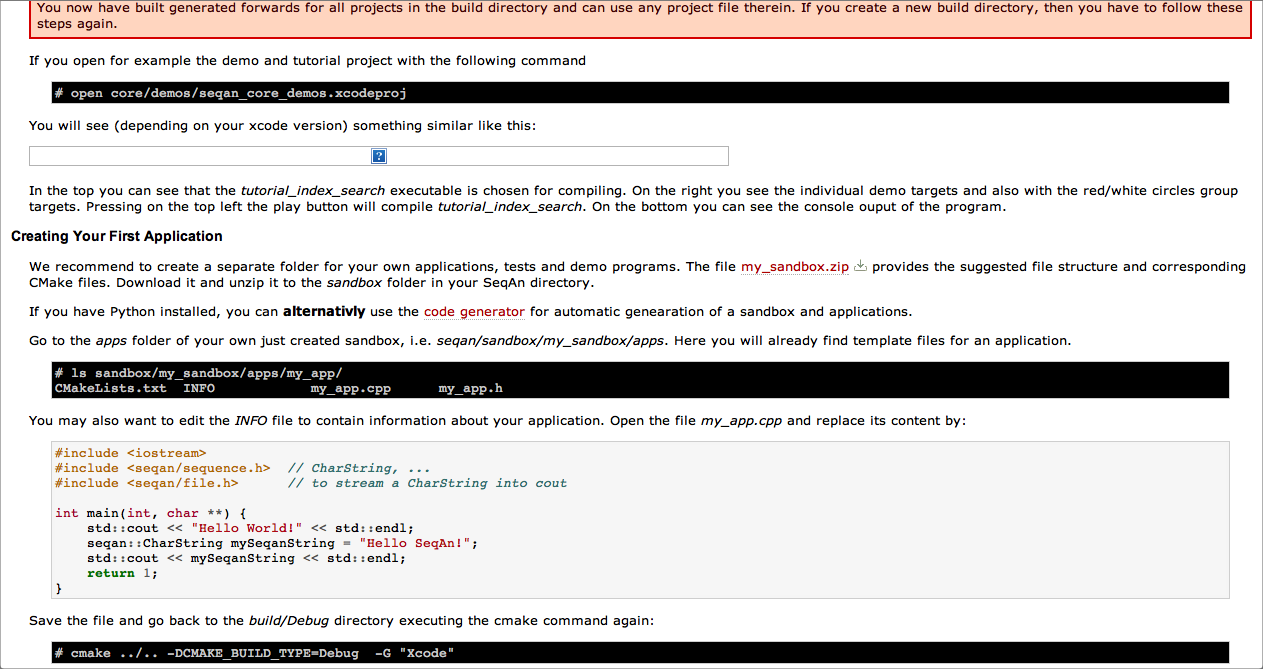 You now have built generated forwards for all projects in the build directory and can use any project file therein. If you create a new build directory, then you have to follow these
steps again.
If you open for example the demo and tutorial project with the following command
# open core/demos/seqan_core_demos.xcodeproj
You will see (depending on your xcode version) something similar like this:
?
In the top you can see that the tutorial_index_search executable is chosen for compiling. On the right you see the individual demo targets and also with the red/white circles group
targets. Pressing on the top left the play button will compile tutorial_index_search. On the bottom you can see the console ouput of the program.
Creating Your First Application
We recommend to create a separate folder for your own applications, tests and demo programs. The file my_sandbox.zip provides the suggested file structure and corresponding
CMake files. Download it and unzip it to the sandbox folder in your SeqAn directory.
If you have Python installed, you can alternativly use the code generator for automatic genearation of a sandbox and applications.
Go to the apps folder of your own just created sandbox, i.e. seqan/sandbox/my_sandbox/apps. Here you will already find template files for an application.
# ls sandbox/my_sandbox/apps/my_app/
CMakeLists.txt  INFO            my_app.cpp      my_app.h
You may also want to edit the INFO file to contain information about your application. Open the file my_app.cpp and replace its content by:
#include <iostream>
#include <seqan/sequence.h>  // CharString, ...
#include <seqan/file.h>      // to stream a CharString into cout
int main(int, char **) {
    std::cout << "Hello World!" << std::endl;
    seqan::CharString mySeqanString = "Hello SeqAn!";
    std::cout << mySeqanString << std::endl;
    return 1;
}
Save the file and go back to the build/Debug directory executing the cmake command again:
# cmake ../.. -DCMAKE_BUILD_TYPE=Debug  -G "Xcode"